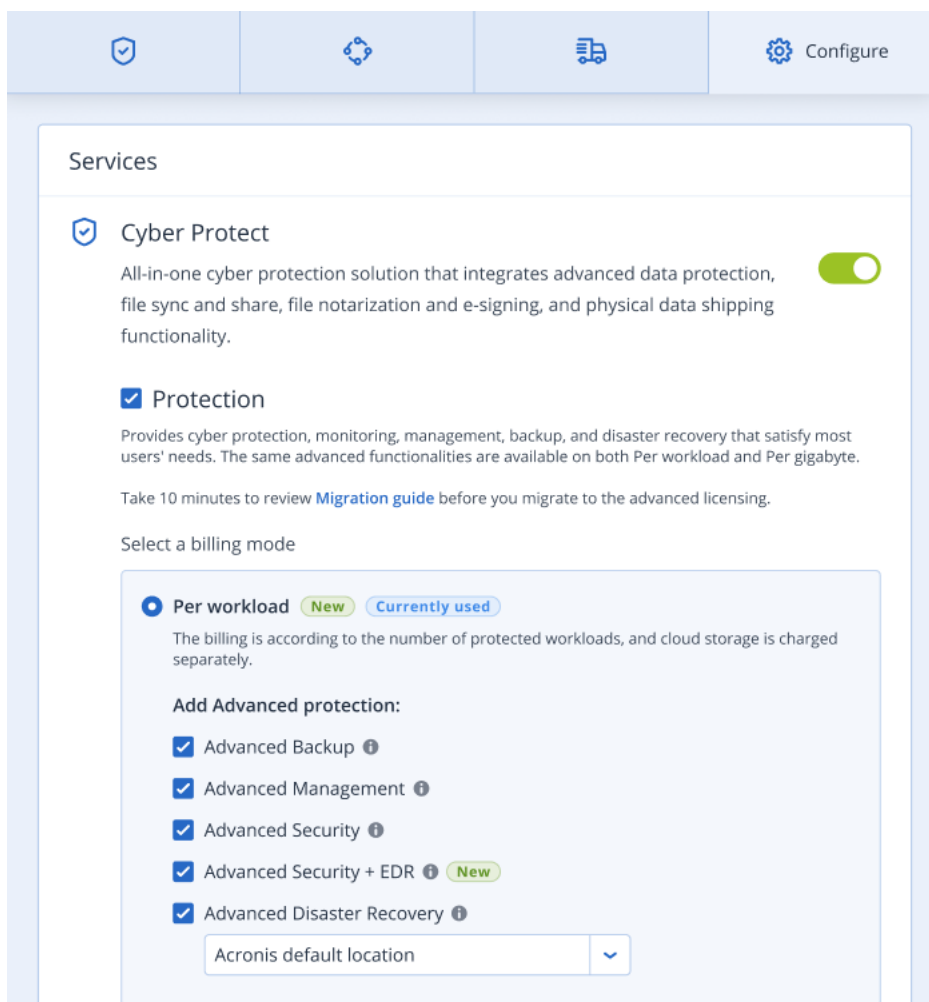 Configure
Services
Cyber Protect
All-in-one cyber protection solution that integrates advanced data protection,
file sync and share, file notarization and e-signing, and physical data shipping
functionality.
Protection
Provides cyber protection, monitoring, management, backup, and disaster recovery that satisfy most
users' needs. The same advanced functionalities are available on both Per workload and Per gigabyte.
Take 10 minutes to review Migration guide before you migrate to the advanced licensing.
Select a billing mode
Per workload New Currently used
The billing is according to the number of protected workloads, and cloud storage is charged
separately.
Add Advanced protection:
Advanced Backup
Advanced Management
Advanced Security
Advanced Security + EDR New
Advanced Disaster Recovery
Acronis default location